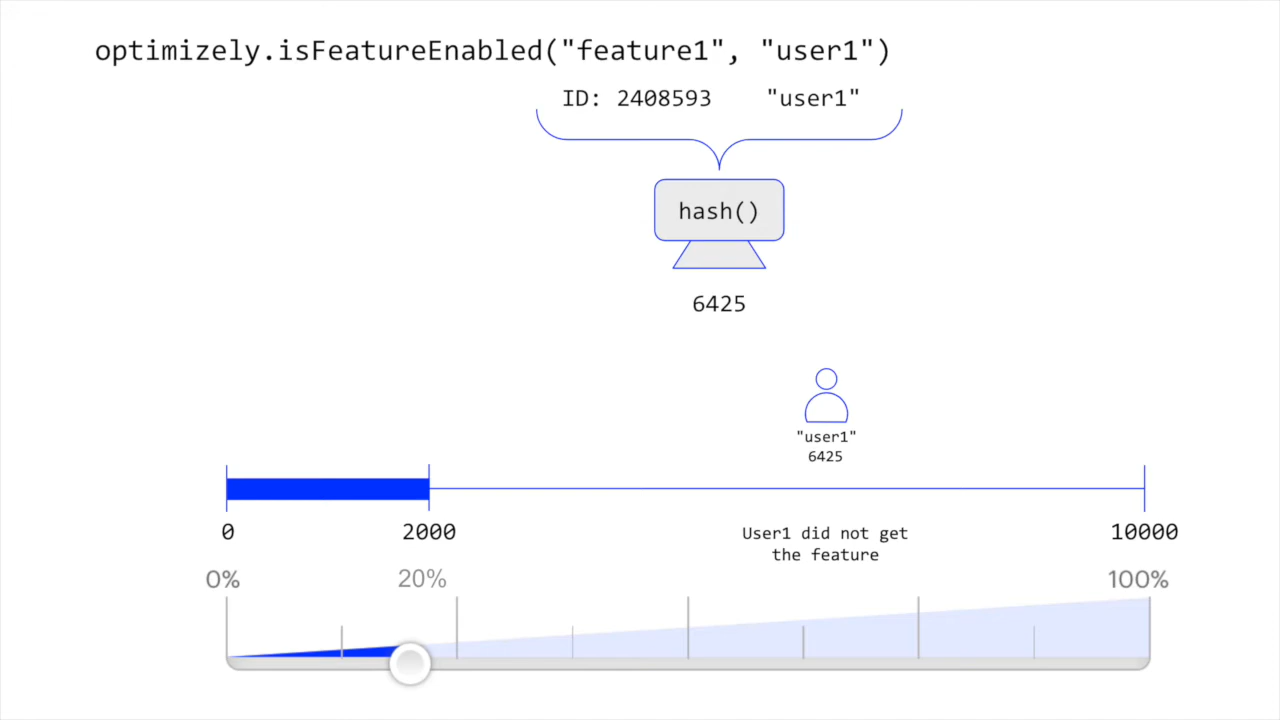 optimizely.isFeatureEnabled("feature1", "user1")
ID: 2408593 "user1"
hash()
6425
"user1"
6425
0 2000 10000
User1 did not get
the feature
0% 20% 100%